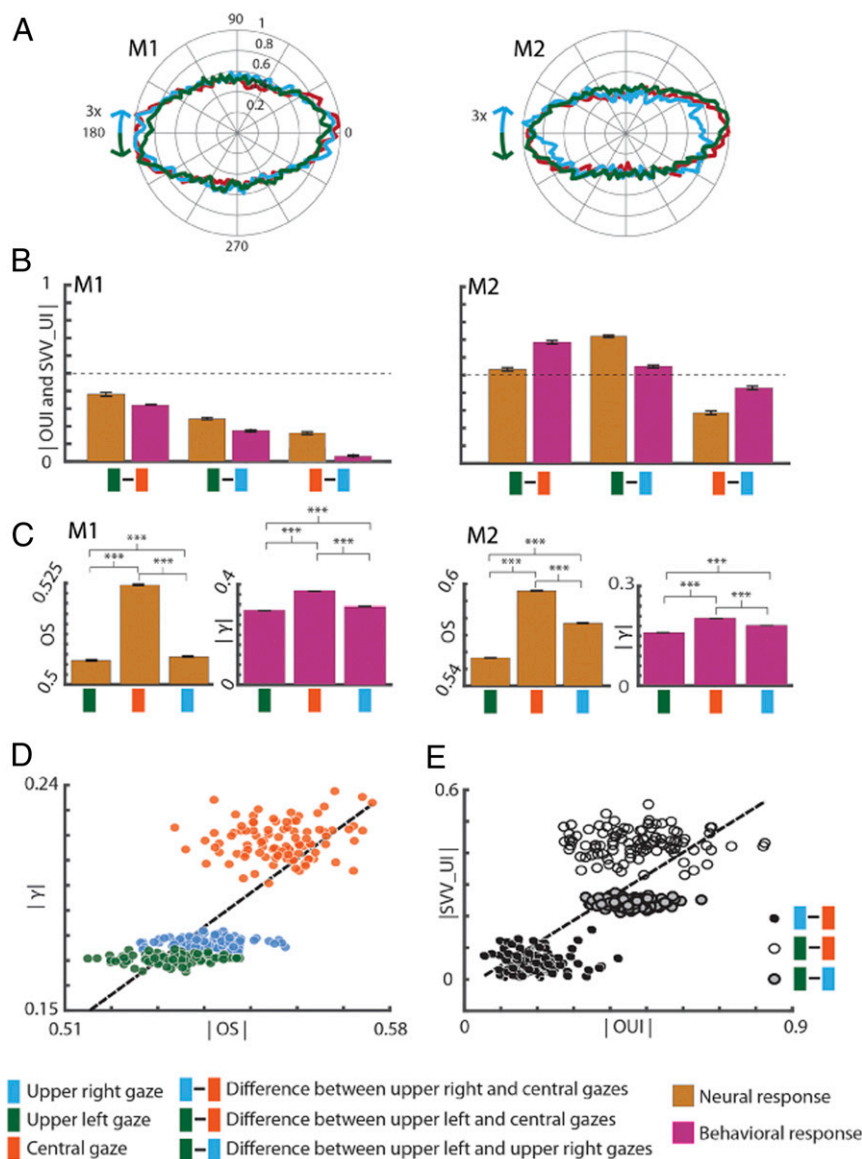 A
M1
M2
90
1
0.8
0.6
0.2
3x
180
0
270
3x
B
M1
M2
1
| OUI and SVV_UI |
0
C
M1
M2
***
***
***
***
***
***
***
***
***
***
***
***
0.525
OS
0.5
0.4
| γ |
0
0.6
OS
0.54
0.3
| γ |
0
D
E
0.24
| γ |
0.15
0.51
| OS |
0.58
0.6
|SVV_UI|
0
0
| OUI |
0.9
Upper right gaze
Upper left gaze
Central gaze
Difference between upper right and central gazes
Difference between upper left and central gazes
Difference between upper left and upper right gazes
Neural response
Behavioral response